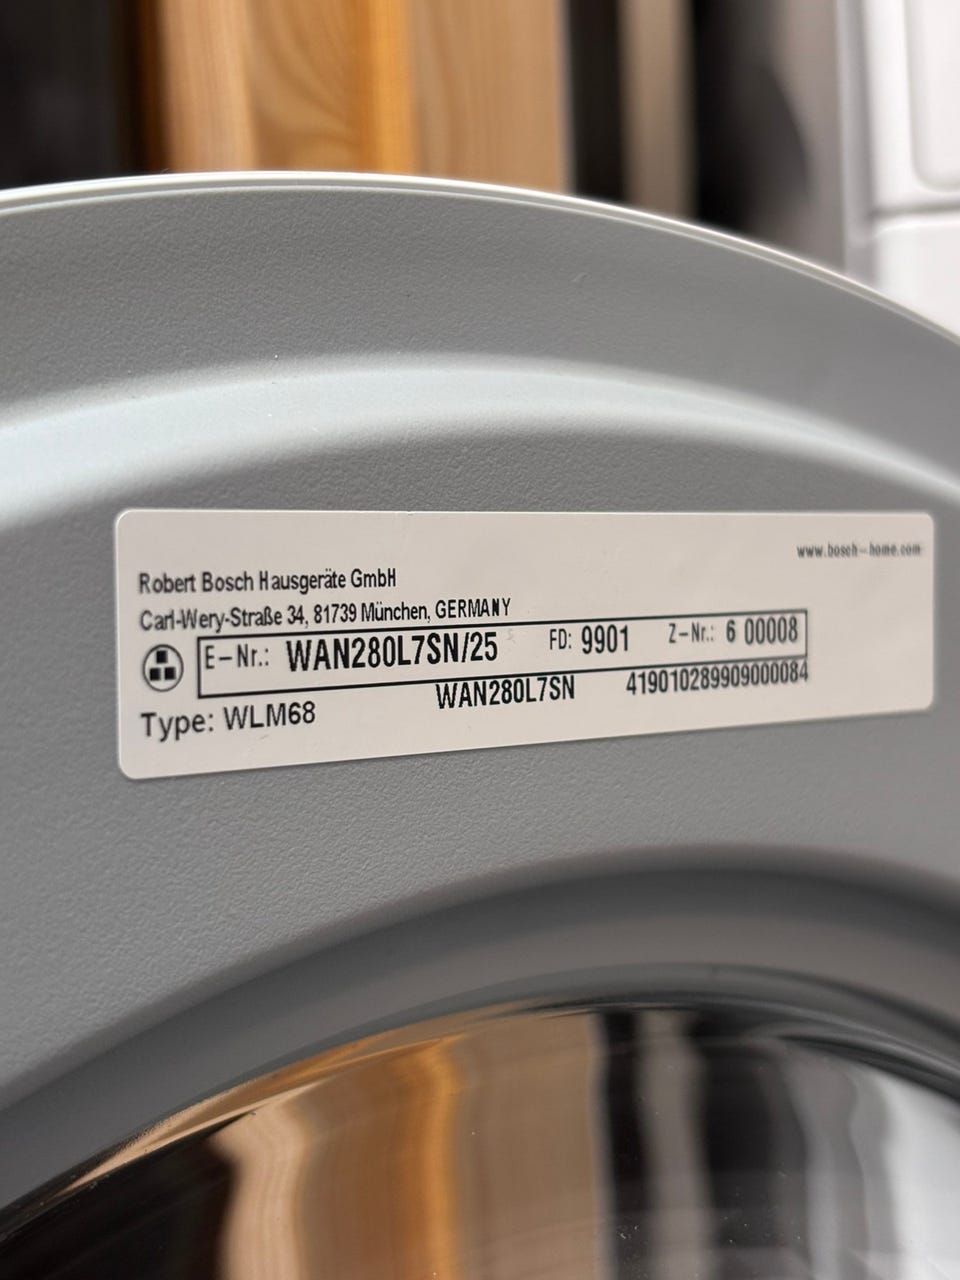 www.bosch-home.com
Robert Bosch Hausgeräte GmbH
Carl-Wery-Straße 34, 81739 München, GERMANY
E-Nr.: WAN280L7SN/25 FD: 9901 Z-Nr.: 6 00008
WAN280L7SN 419010289909000084
Type: WLM68